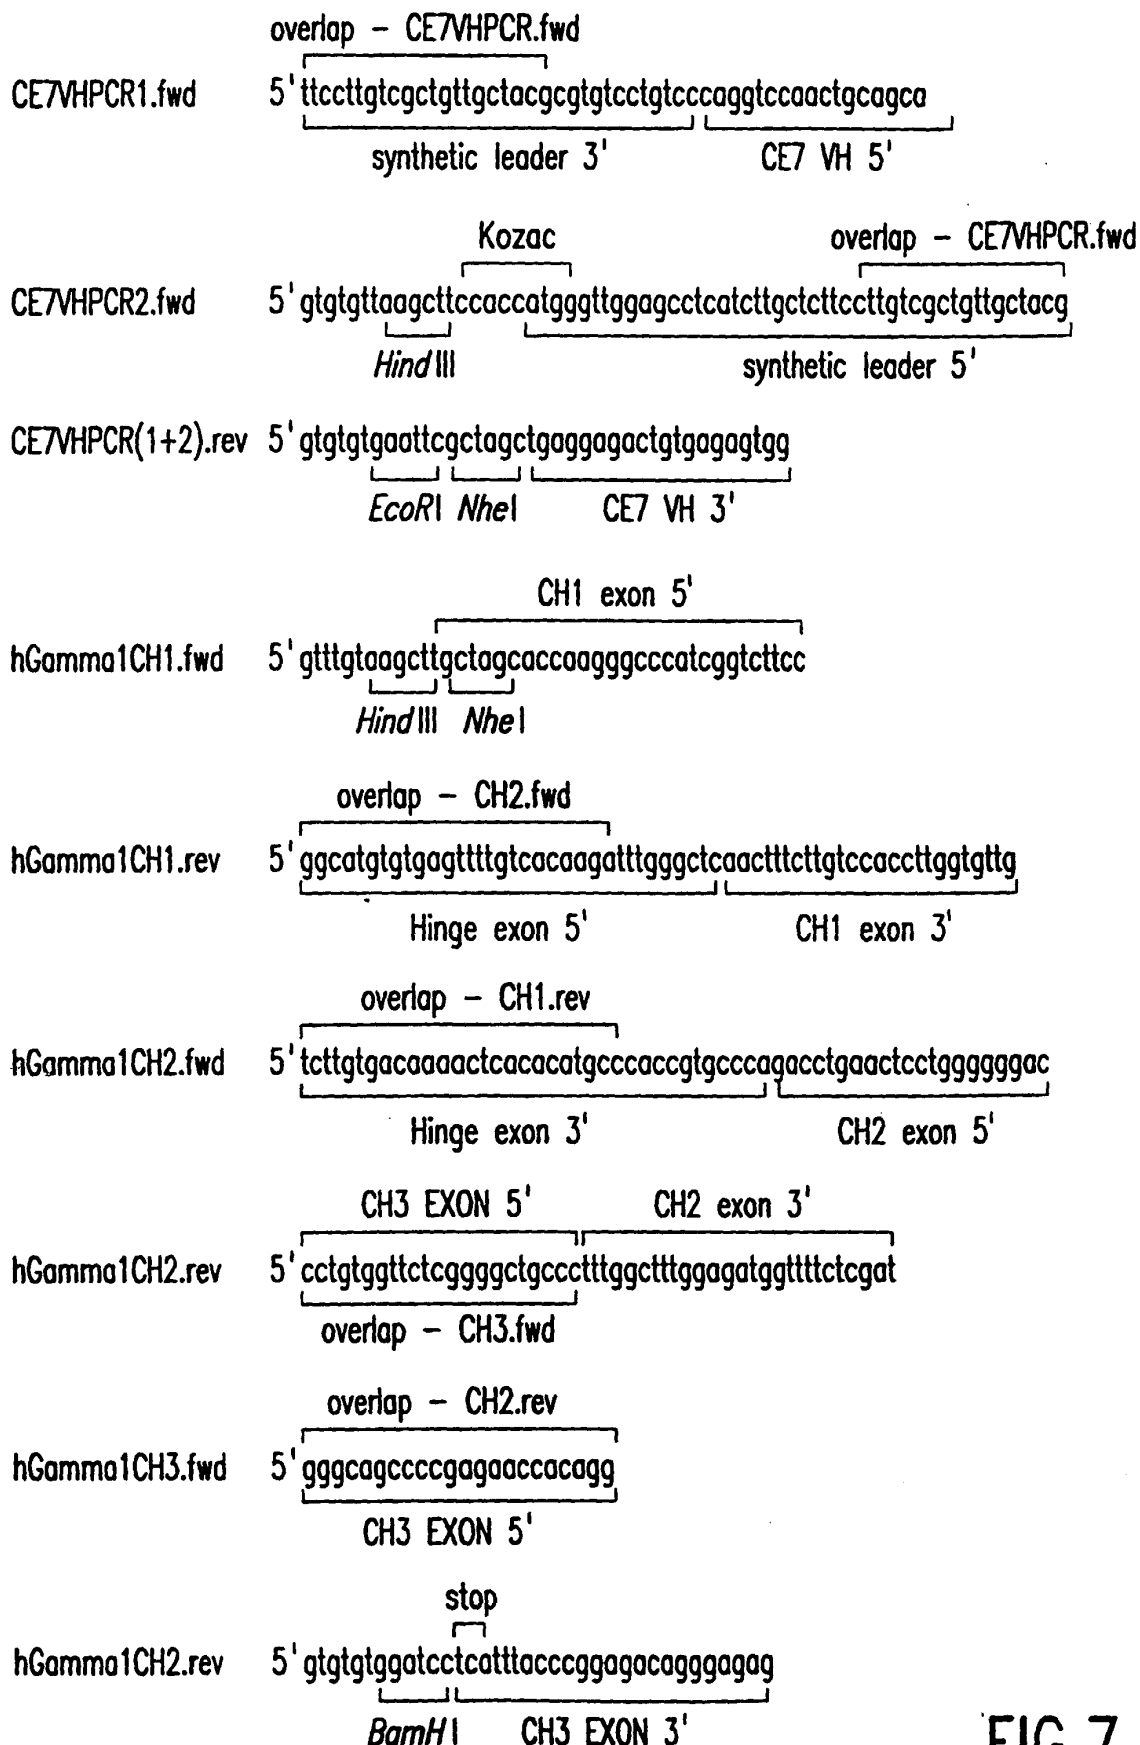 overlap – CE7VHPCR.fwd
CE7VHPCR1.fwd 5'ttccttgtcgctgttgctacgcgtgtcctgtcccaggtccaactgcagca
synthetic leader 3' CE7 VH 5'
Kozac overlap – CE7VHPCR.fwd
CE7VHPCR2.fwd 5'gtgtgttaagcttccaccatgggttggagcctcatcttgctcttccttgtcgctgttgctacg
HindIII synthetic leader 5'
CE7VHPCR(1+2).rev 5'gtgtgtgaattcgctagctgaggagactgtgagagtgg
EcoRI NheI CE7 VH 3'
CH1 exon 5'
hGamma1CH1.fwd 5'gtttgtaagcttgctagcaccaagggcccatcggtcttcc
HindIII NheI
overlap – CH2.fwd
hGamma1CH1.rev 5'ggcatgtgtgagttttgtcacaagatttgggctcaactttcttgtccaccttggtgttg
Hinge exon 5' CH1 exon 3'
overlap – CH1.rev
hGamma1CH2.fwd 5'tcttgtgacaaaactcacacatgcccaccgtgcccagacctgaactcctggggggac
Hinge exon 3' CH2 exon 5'
CH3 EXON 5' CH2 exon 3'
hGamma1CH2.rev 5'cctgtggttctcggggctgccctttggctttggagatggttttctcgat
overlap – CH3.fwd
overlap – CH2.rev
hGamma1CH3.fwd 5'gggcagccccgagaaccacagg
CH3 EXON 5'
stop
hGamma1CH2.rev 5'gtgtgtggatcctcatttacccggagacagggagag
BamHI CH3 EXON 3'
FIG.7